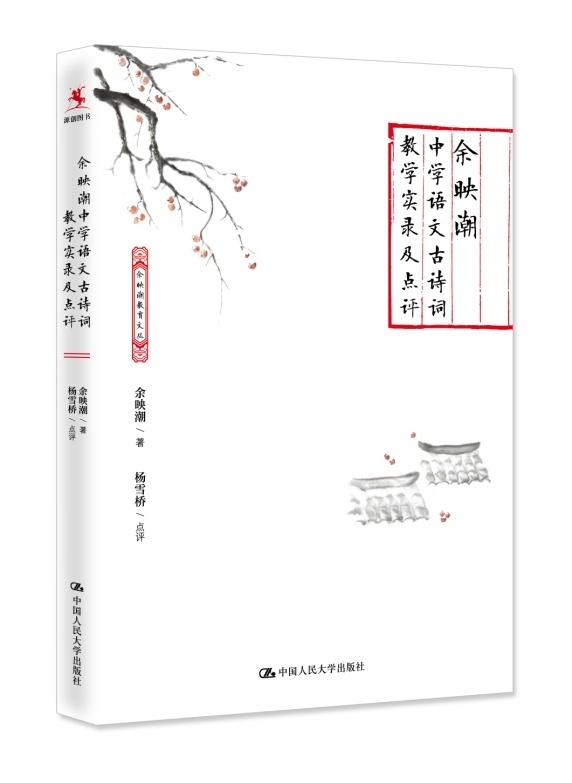 源创图书
余映潮中学语文古诗词
教学实录及点评
余映潮 著
杨雪桥 点评
中国人民大学出版社
余映潮
中学语文古诗词
教学实录及点评
余映潮教育文丛
余映潮 / 著
杨雪桥 / 点评
中国人民大学出版社